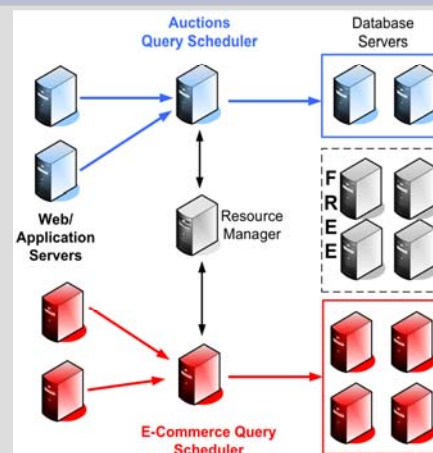 Auctions
Query Scheduler
Database
Servers
Web/
Application
Servers
Resource
Manager
F
R
E
E
E-Commerce Query
Scheduler